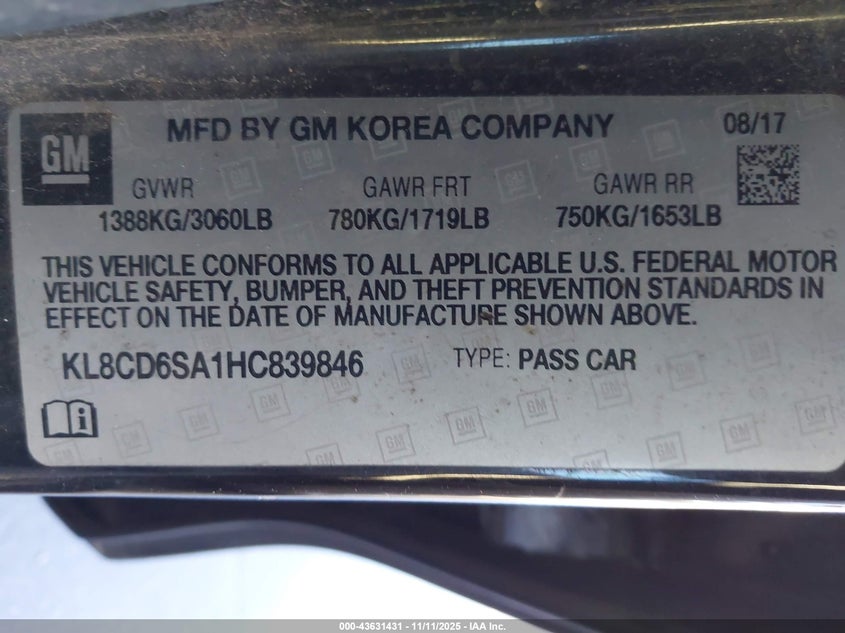 GM
MFD BY GM KOREA COMPANY 08/17
GVWR GAWR FRT GAWR RR
1388KG/3060LB 780KG/1719LB 750KG/1653LB
THIS VEHICLE CONFORMS TO ALL APPLICABLE U.S. FEDERAL MOTOR
VEHICLE SAFETY, BUMPER, AND THEFT PREVENTION STANDARDS IN
EFFECT ON THE DATE OF MANUFACTURE SHOWN ABOVE.
KL8CD6SA1HC839846 TYPE: PASS CAR
000-43631431 - 11/11/2025 - IAA Inc.